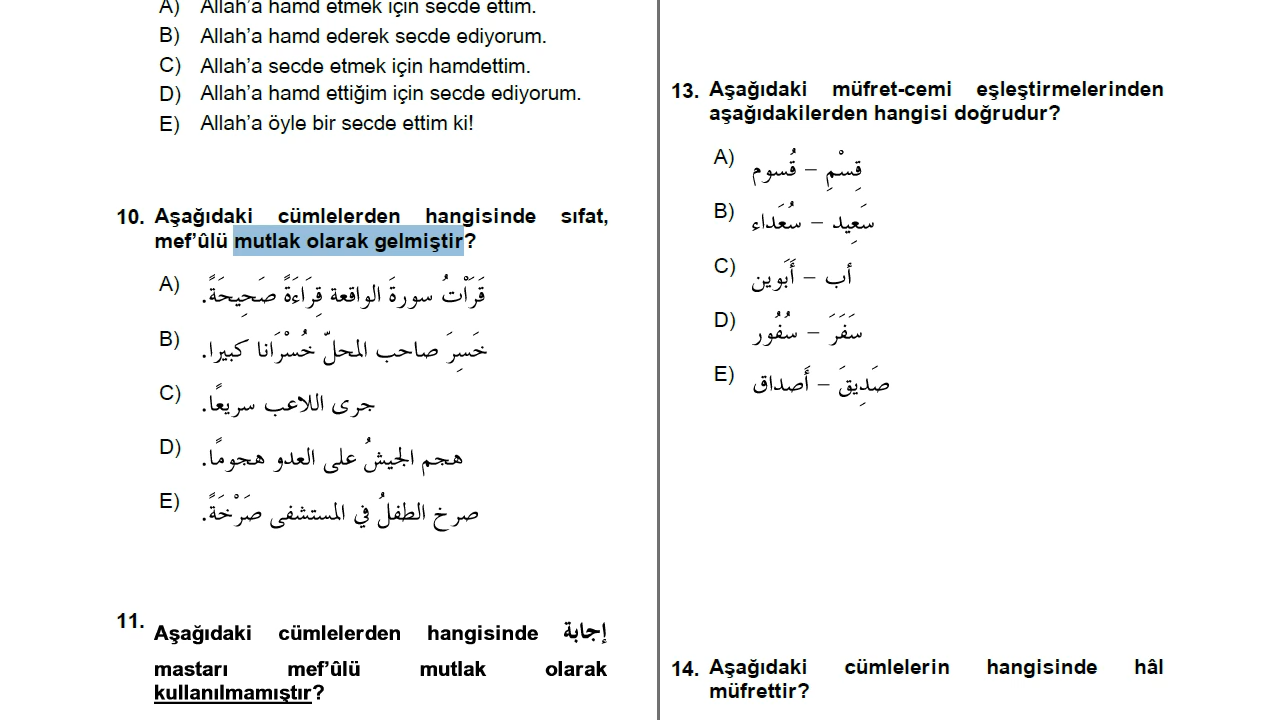 A) Allah’a hamd etmek için secde ettim.
B) Allah’a hamd ederek secde ediyorum.
C) Allah’a secde etmek için hamdettim.
D) Allah’a hamd ettiğim için secde ediyorum.
E) Allah’a öyle bir secde ettim ki!
10. Aşağıdaki cümlelerden hangisinde sıfat,
mef’ûlü mutlak olarak gelmiştir?
A) قَرَأْتُ سورةَ الواقعة قِرَاءَةً صَحِيحَةً.
B) خَسِرَ صاحب المحلّ خُسْرَانا كبيرا.
C) جرى اللاعب سريعًا.
D) هجم الجيشُ على العدو هجومًا.
E) صرخ الطفلُ في المستشفى صَرْخَةً.
11. Aşağıdaki cümlelerden hangisinde إجابة
mastarı mef’ûlü mutlak olarak
kullanılmamıştır?
13. Aşağıdaki müfret-cemi eşleştirmelerinden
aşağıdakilerden hangisi doğrudur?
A) قِسْمِ – قُسوم
B) سَعِيد – سُعَداء
C) أب – أَبَوين
D) سَفَرَ – سُفُور
E) صَدِيقَ – أَصداق
14. Aşağıdaki cümlelerin hangisinde hâl
müfrettir?